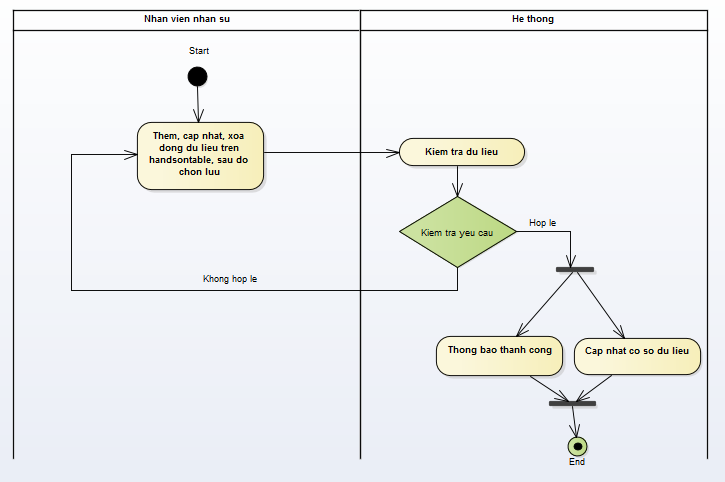 Nhan vien nhan su
He thong
Start
Them, cap nhat, xoa
dong du lieu tren
handsontable, sau do
chon luu
Kiem tra du lieu
Kiem tra yeu cau
Hop le
Khong hop le
Thong bao thanh cong
Cap nhat co so du lieu
End